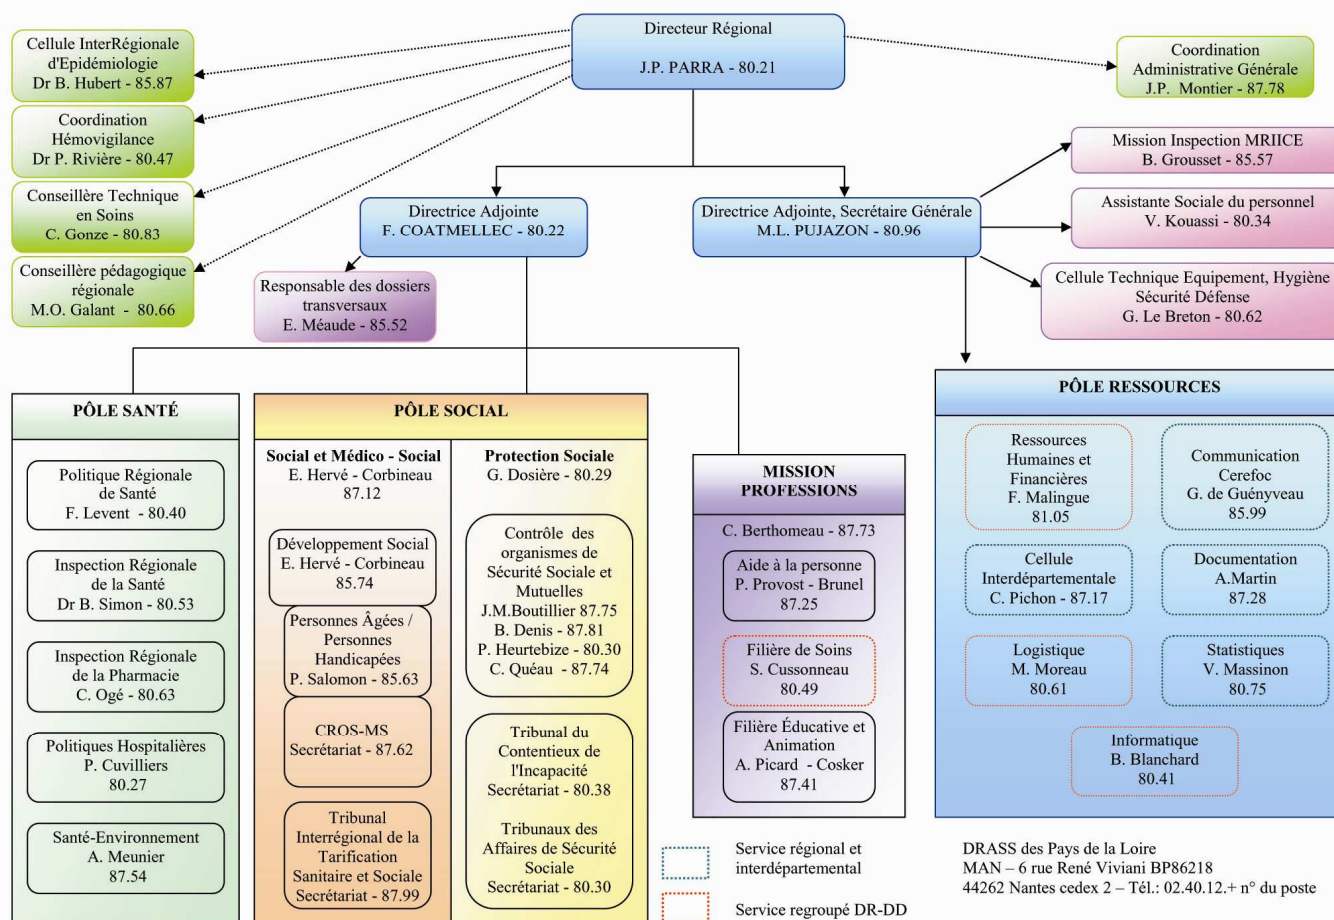 Directeur Régional
J.P. PARRA - 80.21
Cellule InterRégionale
d'Epidémiologie
Dr B. Hubert - 85.87
Coordination
Hémovigilance
Dr P. Rivière - 80.47
Conseillère Technique
en Soins
C. Gonze - 80.83
Conseillère pédagogique
régionale
M.O. Galant - 80.66
Coordination
Administrative Générale
J.P. Montier - 87.78
Mission Inspection MRIICE
B. Grousset - 85.57
Assistante Sociale du personnel
V. Kouassi - 80.34
Cellule Technique Equipement, Hygiène
Sécurité Défense
G. Le Breton - 80.62
Directrice Adjointe
F. COATMELLEC - 80.22
Directrice Adjointe, Secrétaire Générale
M.L. PUJAZON - 80.96
Responsable des dossiers
transversaux
E. Méaude - 85.52
PÔLE SANTÉ
Politique Régionale
de Santé
F. Levent - 80.40
Inspection Régionale
de la Santé
Dr B. Simon - 80.53
Inspection Régionale
de la Pharmacie
C. Ogé - 80.63
Politiques Hospitalières
P. Cuvilliers
80.27
Santé-Environnement
A. Meunier
87.54
PÔLE SOCIAL
Social et Médico - Social
E. Hervé - Corbineau
87.12
Développement Social
E. Hervé - Corbineau
85.74
Personnes Âgées /
Personnes
Handicapées
P. Salomon - 85.63
CROS-MS
Secrétariat - 87.62
Tribunal
Interrégional de la
Tarification
Sanitaire et Sociale
Secrétariat - 87.99
Protection Sociale
G. Dosière - 80.29
Contrôle des
organismes de
Sécurité Sociale et
Mutuelles
J.M.Boutillier 87.75
B. Denis - 87.81
P. Heurtebize - 80.30
C. Quéau - 87.74
Tribunal du
Contentieux de
l'Incapacité
Secrétariat - 80.38
Tribunaux des
Affaires de Sécurité
Sociale
Secrétariat - 80.30
MISSION
PROFESSIONS
C. Berthomeau - 87.73
Aide à la personne
P. Provost - Brunel
87.25
Filière de Soins
S. Cussonneau
80.49
Filière Éducative et
Animation
A. Picard - Cosker
87.41
PÔLE RESSOURCES
Ressources
Humaines et
Financières
F. Malingue
81.05
Communication
Cerefoc
G. de Guényveau
85.99
Cellule
Interdépartementale
C. Pichon - 87.17
Documentation
A.Martin
87.28
Logistique
M. Moreau
80.61
Statistiques
V. Massinon
80.75
Informatique
B. Blanchard
80.41
Service régional et
interdépartemental
Service regroupé DR-DD
DRASS des Pays de la Loire
MAN – 6 rue René Viviani BP86218
44262 Nantes cedex 2 – Tél.: 02.40.12.+ n° du poste